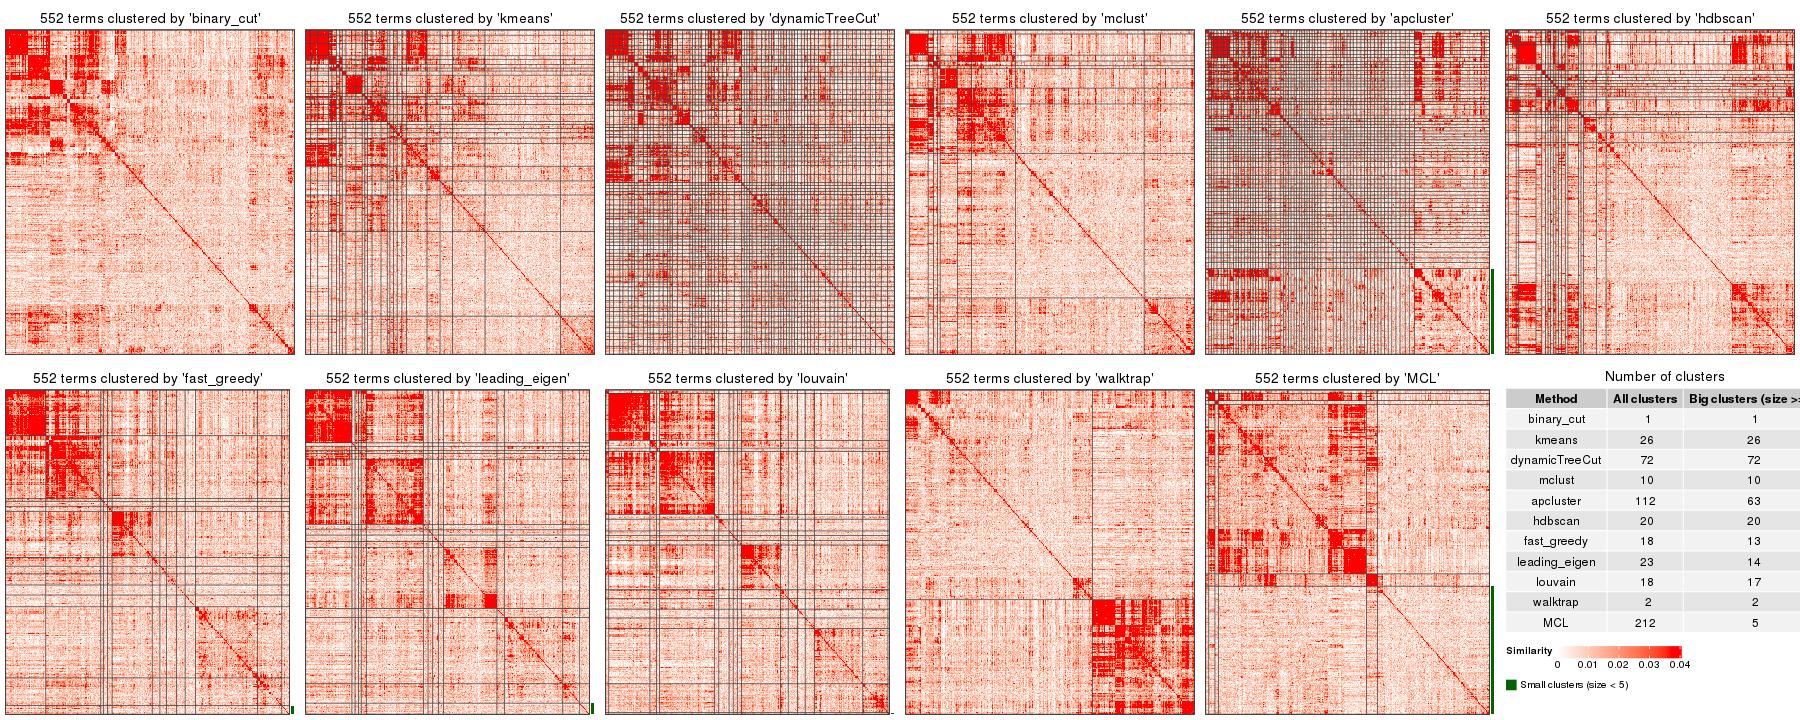 552 terms clustered by 'binary_cut'
552 terms clustered by 'kmeans'
552 terms clustered by 'dynamicTreeCut'
552 terms clustered by 'mclust'
552 terms clustered by 'apcluster'
552 terms clustered by 'hdbscan'
552 terms clustered by 'fast_greedy'
552 terms clustered by 'leading_eigen'
552 terms clustered by 'louvain'
552 terms clustered by 'walktrap'
552 terms clustered by 'MCL'
Number of clusters
Method All clusters Big clusters (size >
binary_cut 1 1
kmeans 26 26
dynamicTreeCut 72 72
mclust 10 10
apcluster 112 63
hdbscan 20 20
fast_greedy 18 13
leading_eigen 23 14
louvain 18 17
walktrap 2 2
MCL 212 5
Similarity
0 0.01 0.02 0.03 0.04
Small clusters (size < 5)